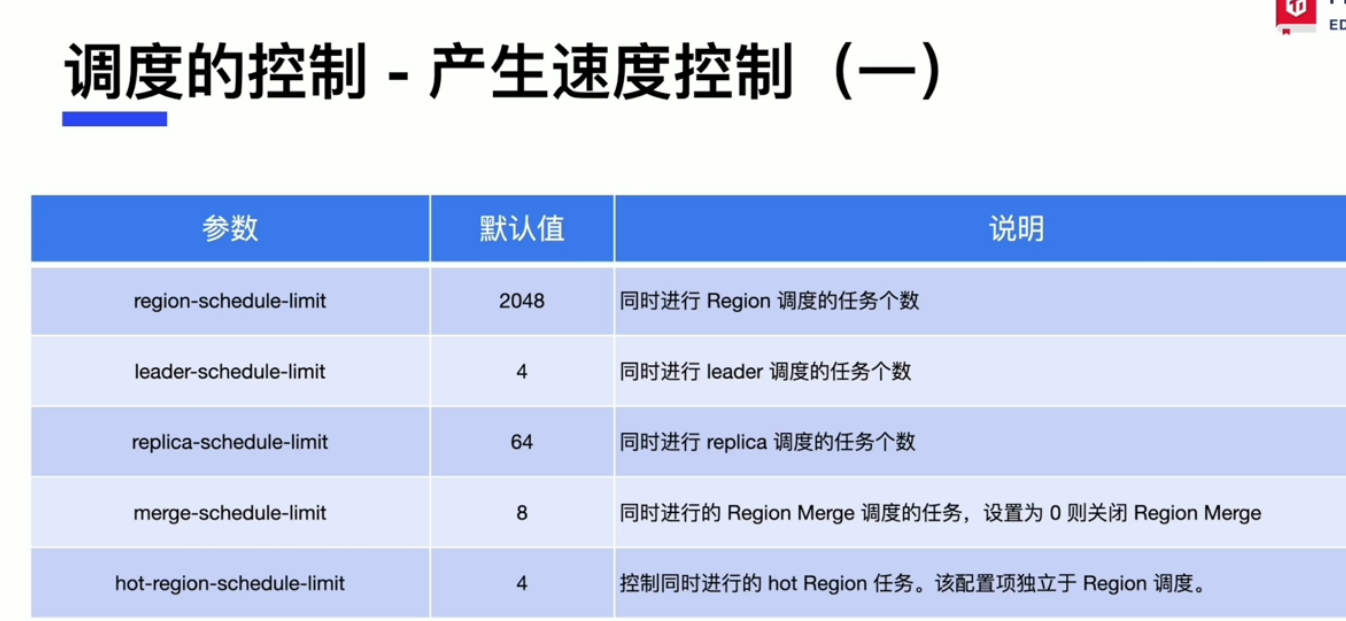 调度的控制 - 产生速度控制（一）
参数 默认值 说明
region-schedule-limit 2048 同时进行 Region 调度的任务个数
leader-schedule-limit 4 同时进行 leader 调度的任务个数
replica-schedule-limit 64 同时进行 replica 调度的任务个数
merge-schedule-limit 8 同时进行的 Region Merge 调度的任务，设置为 0 则关闭 Region Merge
hot-region-schedule-limit 4 控制同时进行的 hot Region 任务。该配置项独立于 Region 调度。